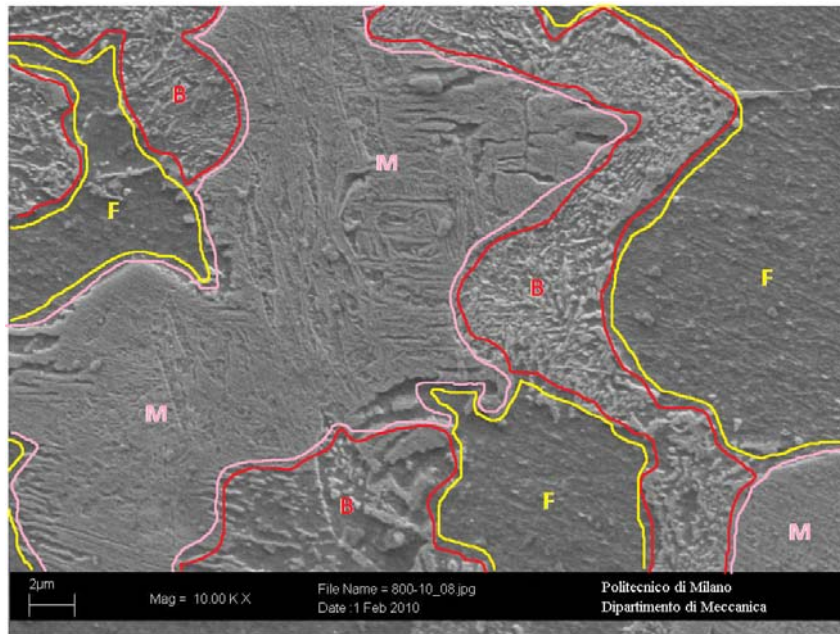 B
M
F
B
F
M
B
F
M
2µm
Mag = 10.00 K X
File Name = 800-10_08.jpg
Date :1 Feb 2010
Politecnico di Milano
Dipartimento di Meccanica